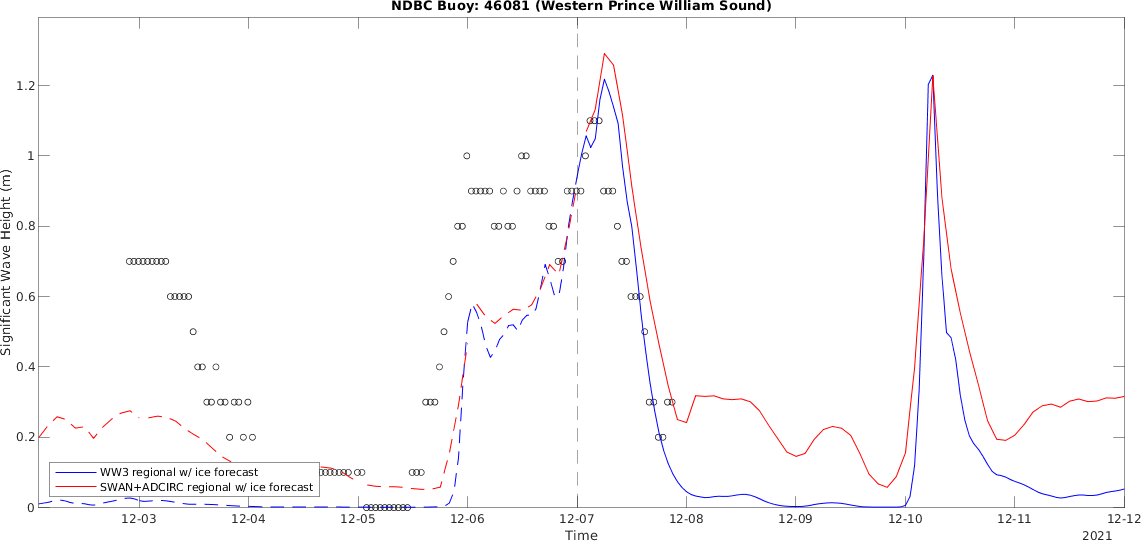 NDBC Buoy: 46081 (Western Prince William Sound)
Significant Wave Height (m)
1.2
1
0.8
0.6
0.4
0.2
0
WW3 regional w/ ice forecast
SWAN+ADCIRC regional w/ ice forecast
12-03 12-04 12-05 12-06 12-07 12-08 12-09 12-10 12-11 12-12
Time
2021